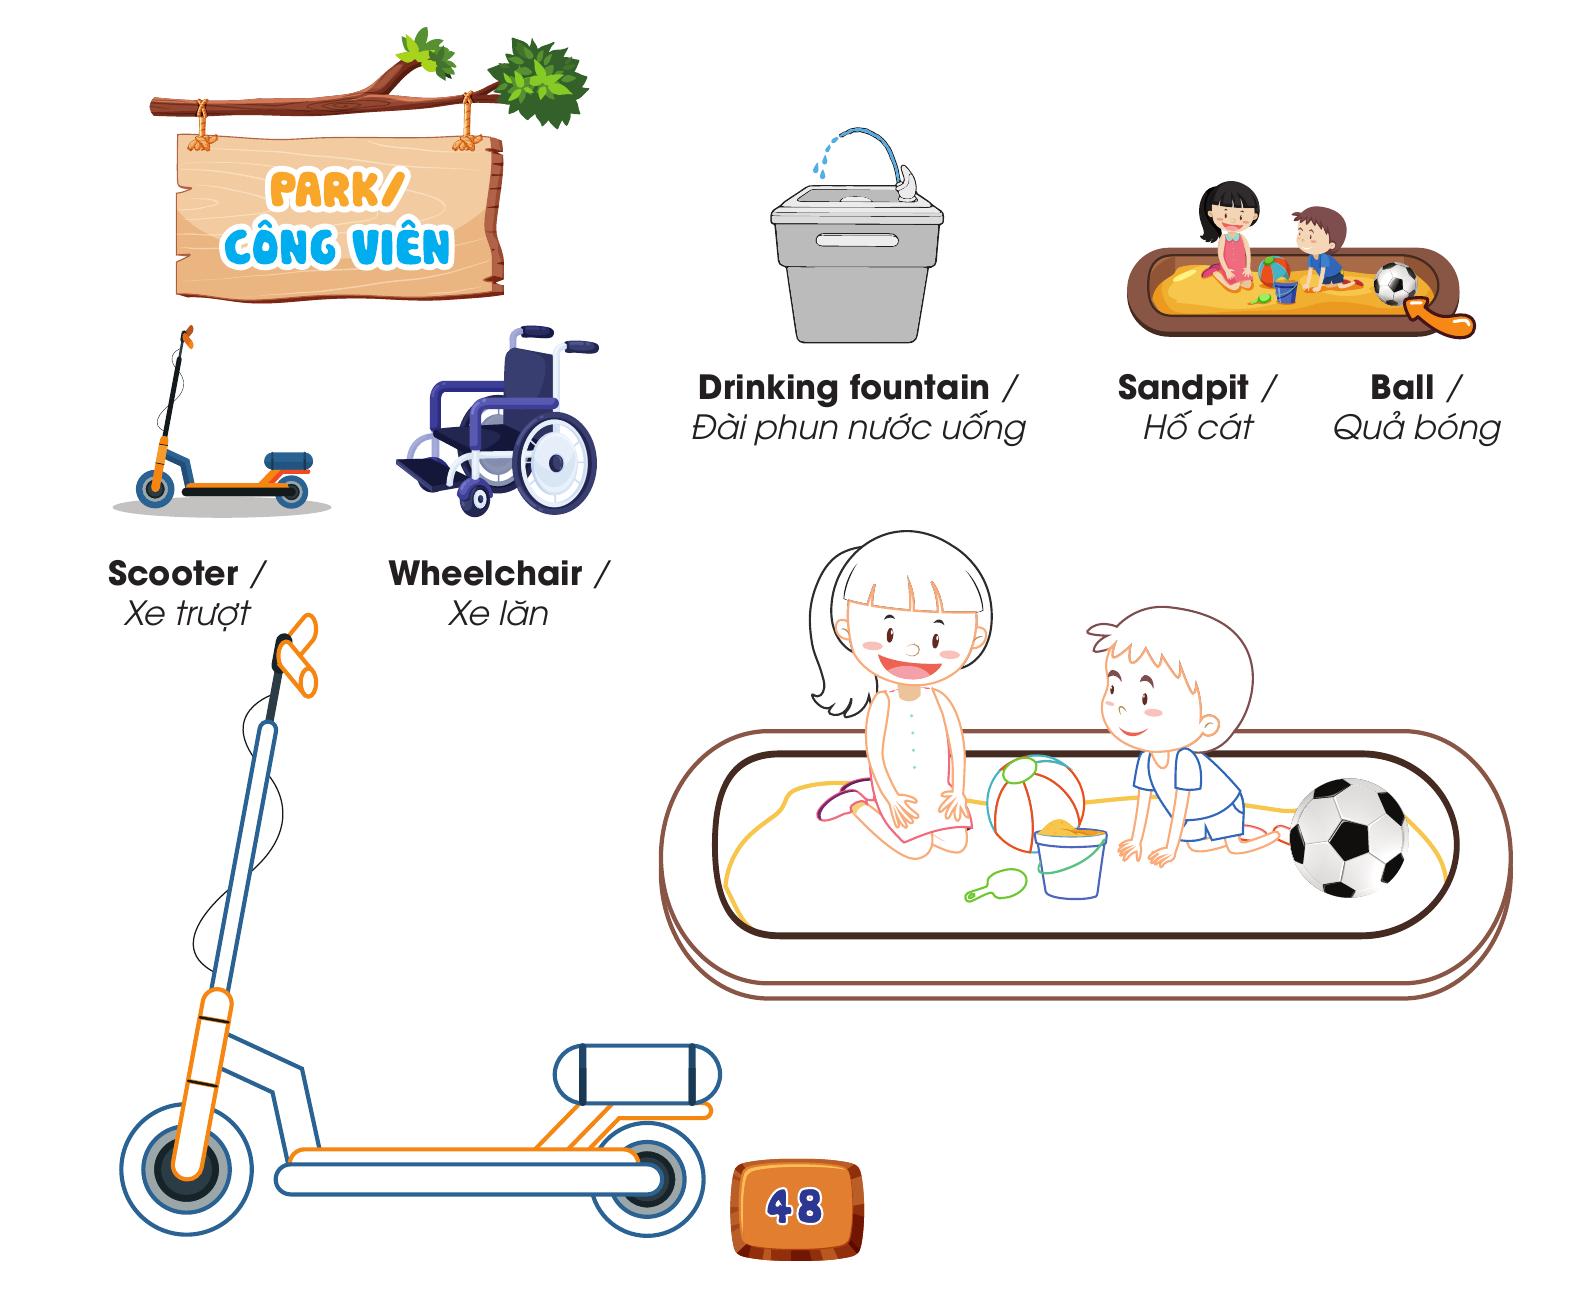 PARK/
CÔNG VIÊN
Drinking fountain /
Đài phun nước uống
Sandpit /
Hố cát
Ball /
Quả bóng
Scooter /
Xe trượt
Wheelchair /
Xe lăn
48